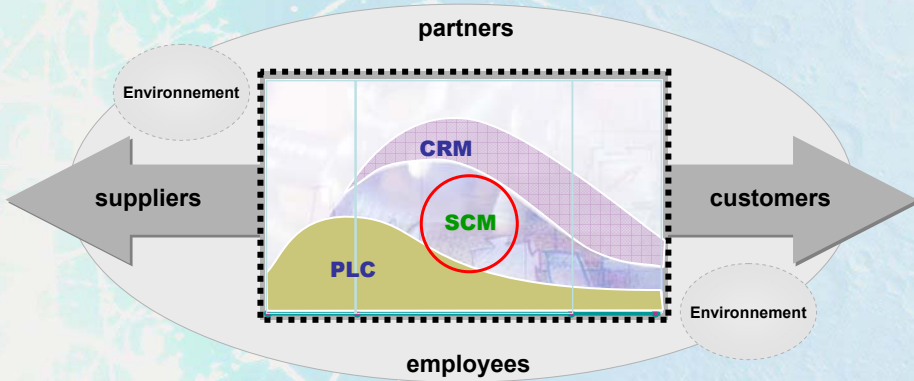 partners
Environnement
CRM
suppliers
customers
SCM
PLC
Environnement
employees